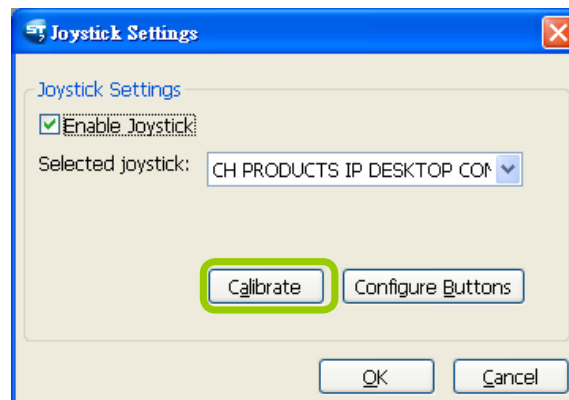 Joystick Settings
Joystick Settings
Enable Joystick
Selected joystick: CH PRODUCTS IP DESKTOP CON
Calibrate Configure Buttons
OK Cancel